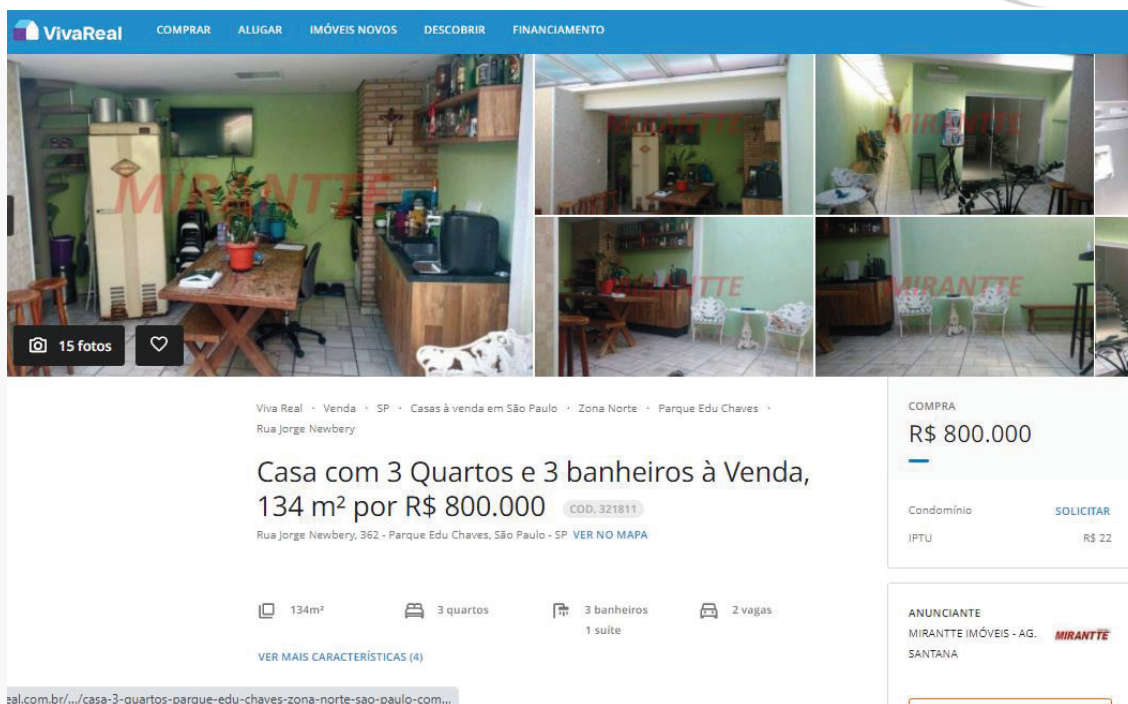 VivaReal COMPRAR ALUGAR IMÓVEIS NOVOS DESCOBRIR FINANCIAMENTO
MIRANTTE
MIRANTTE
MIRANTTE
MIRANTTE
MIRANTTE
15 fotos
Viva Real · Venda · SP · Casas à venda em São Paulo · Zona Norte · Parque Edu Chaves ·
Rua Jorge Newbery
Casa com 3 Quartos e 3 banheiros à Venda,
134 m² por R$ 800.000 COD. 321811
Rua Jorge Newbery, 362 - Parque Edu Chaves, São Paulo - SP VER NO MAPA
134m² 3 quartos 3 banheiros 2 vagas
1 suíte
VER MAIS CARACTERÍSTICAS (4)
COMPRA
R$ 800.000
Condomínio SOLICITAR
IPTU R$ 22
ANUNCIANTE
MIRANTTE IMÓVEIS - AG. MIRANTTE
SANTANA
eal.com.br/.../casa-3-quartos-parque-edu-chaves-zona-norte-sao-paulo-com...